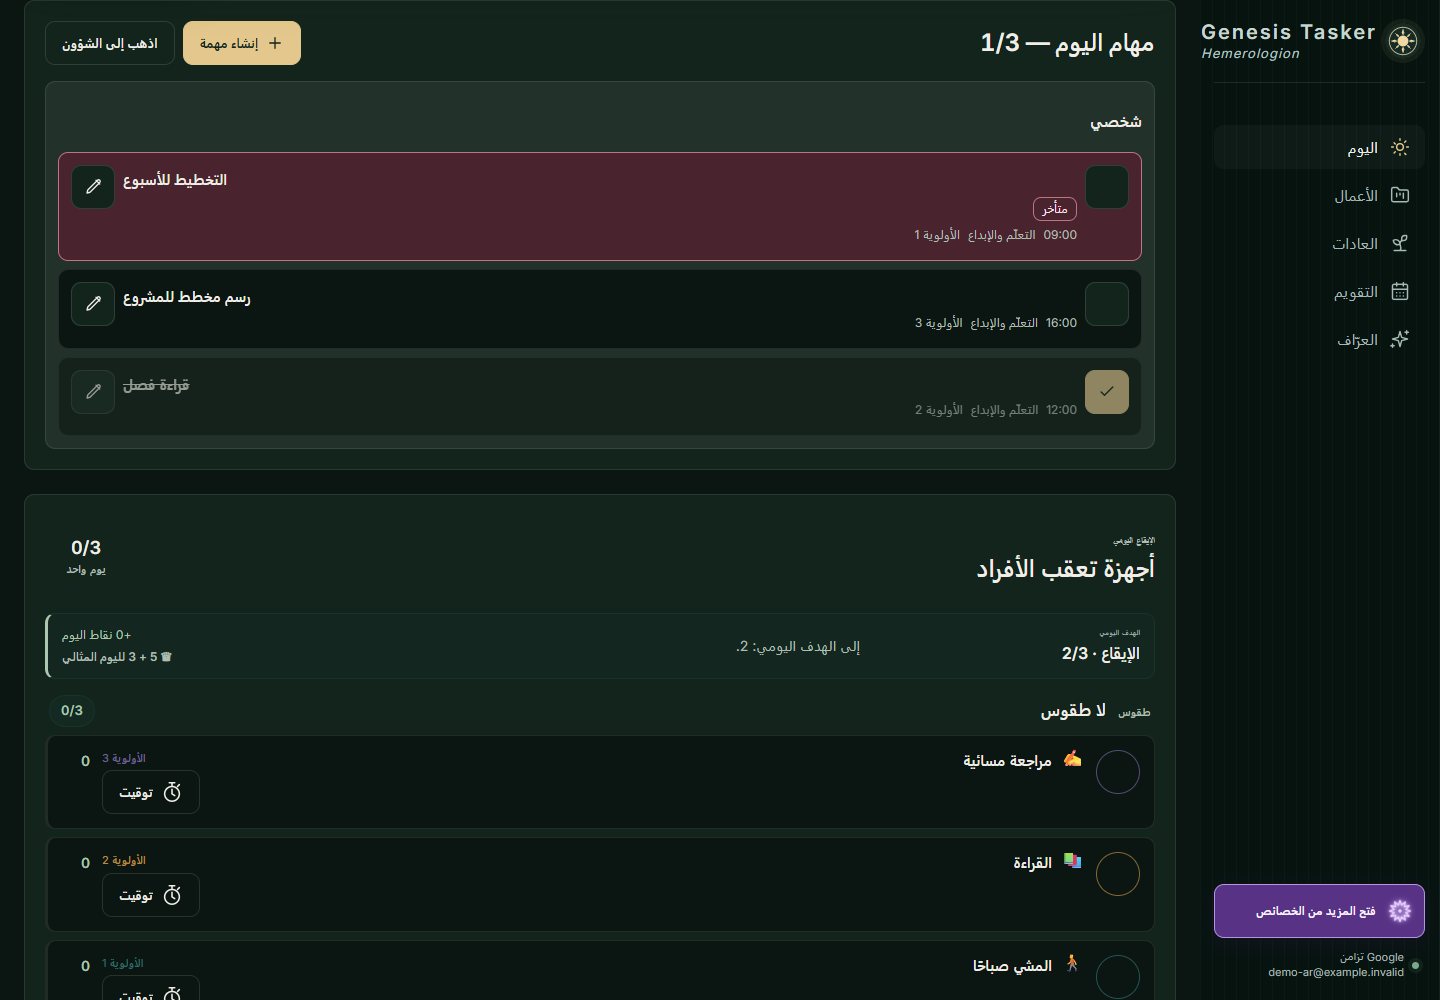 Genesis Tasker
Hemerologion
اليوم
الأعمال
العادات
التقويم
العرّاف
فتح المزيد من الخصائص
Google تزامن
demo-ar@example.invalid
مهام اليوم — 1/3
إنشاء مهمة
اذهب إلى الشؤون
شخصي
التخطيط للأسبوع
متأخر
09:00 التعلّم والإبداع الأولوية 1
رسم مخطط للمشروع
16:00 التعلّم والإبداع الأولوية 3
قراءة فصل
12:00 التعلّم والإبداع الأولوية 2
الإيقاع اليومي
أجهزة تعقب الأفراد
0/3
يوم واحد
الهدف اليومي
الإيقاع · 2/3
إلى الهدف اليومي: 2.
+0 نقاط اليوم
♛ 5 + 3 لليوم المثالي
طقوس لا طقوس
0/3
مراجعة مسائية
الأولوية 3
0
توقيت
القراءة
الأولوية 2
0
توقيت
المشي صباحًا
الأولوية 1
0
توقيت